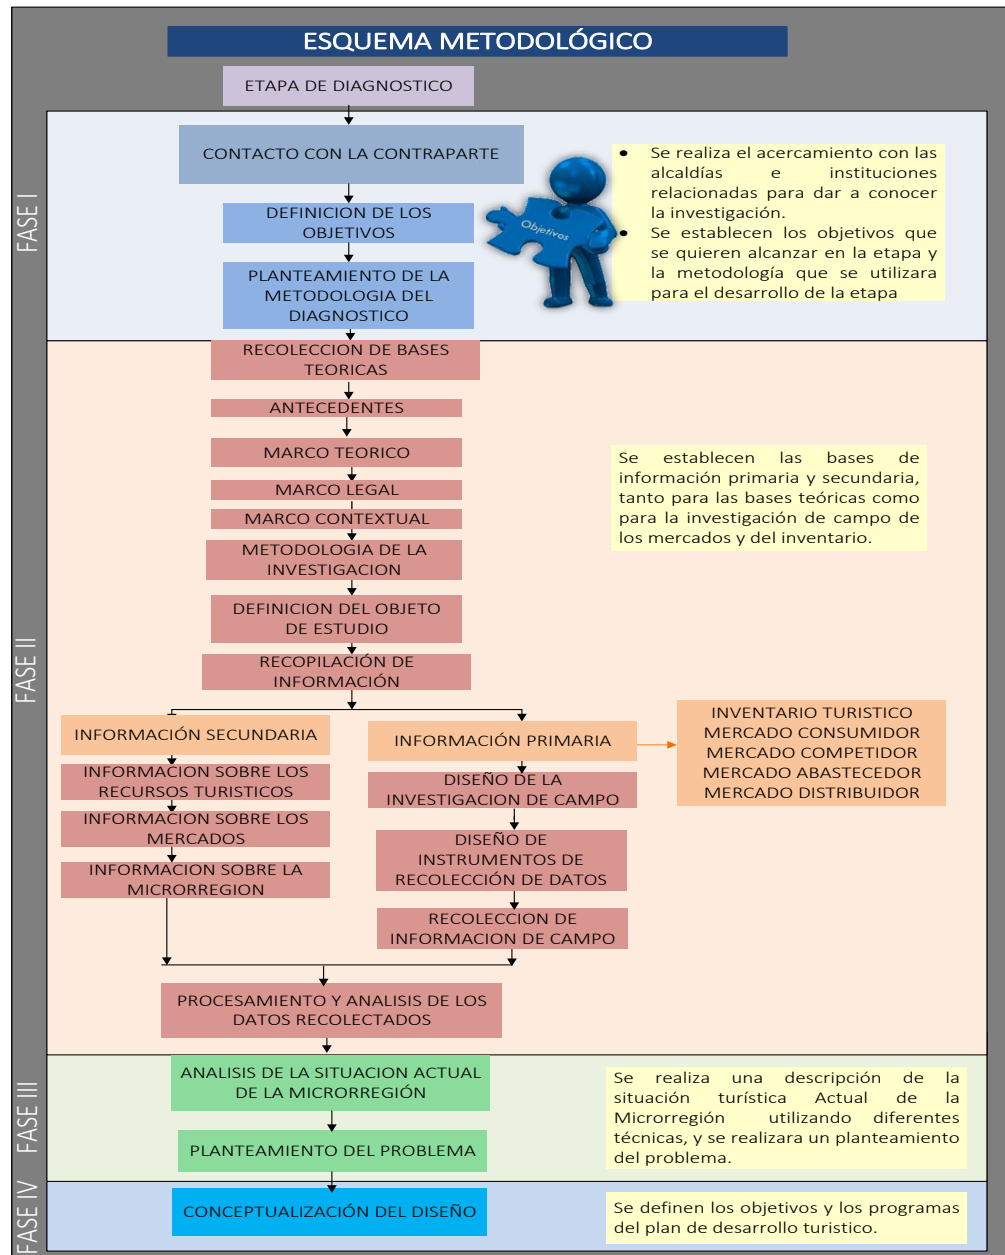 ESQUEMA METODOLÓGICO
ETAPA DE DIAGNOSTICO
FASE I
CONTACTO CON LA CONTRAPARTE
DEFINICION DE LOS
OBJETIVOS
PLANTEAMIENTO DE LA
METODOLOGIA DEL
DIAGNOSTICO
Objetivos
• Se realiza el acercamiento con las
alcaldías e instituciones
relacionadas para dar a conocer
la investigación.
• Se establecen los objetivos que
se quieren alcanzar en la etapa y
la metodología que se utilizara
para el desarrollo de la etapa
FASE II
RECOLECCION DE BASES
TEORICAS
ANTECEDENTES
MARCO TEORICO
MARCO LEGAL
MARCO CONTEXTUAL
METODOLOGIA DE LA
INVESTIGACION
DEFINICION DEL OBJETO
DE ESTUDIO
RECOPILACIÓN DE
INFORMACIÓN
Se establecen las bases de
información primaria y secundaria,
tanto para las bases teóricas como
para la investigación de campo de
los mercados y del inventario.
INFORMACIÓN SECUNDARIA
INFORMACION SOBRE LOS
RECURSOS TURISTICOS
INFORMACION SOBRE LOS
MERCADOS
INFORMACION SOBRE LA
MICRORREGION
INFORMACIÓN PRIMARIA
DISEÑO DE LA
INVESTIGACION DE CAMPO
DISEÑO DE
INSTRUMENTOS DE
RECOLECCIÓN DE DATOS
RECOLECCION DE
INFORMACION DE CAMPO
INVENTARIO TURISTICO
MERCADO CONSUMIDOR
MERCADO COMPETIDOR
MERCADO ABASTECEDOR
MERCADO DISTRIBUIDOR
PROCESAMIENTO Y ANALISIS DE LOS
DATOS RECOLECTADOS
FASE III
ANALISIS DE LA SITUACION ACTUAL
DE LA MICRORREGIÓN
PLANTEAMIENTO DEL PROBLEMA
Se realiza una descripción de la
situación turística Actual de la
Microrregión utilizando diferentes
técnicas, y se realizara un planteamiento
del problema.
FASE IV
CONCEPTUALIZACIÓN DEL DISEÑO
Se definen los objetivos y los programas
del plan de desarrollo turistico.